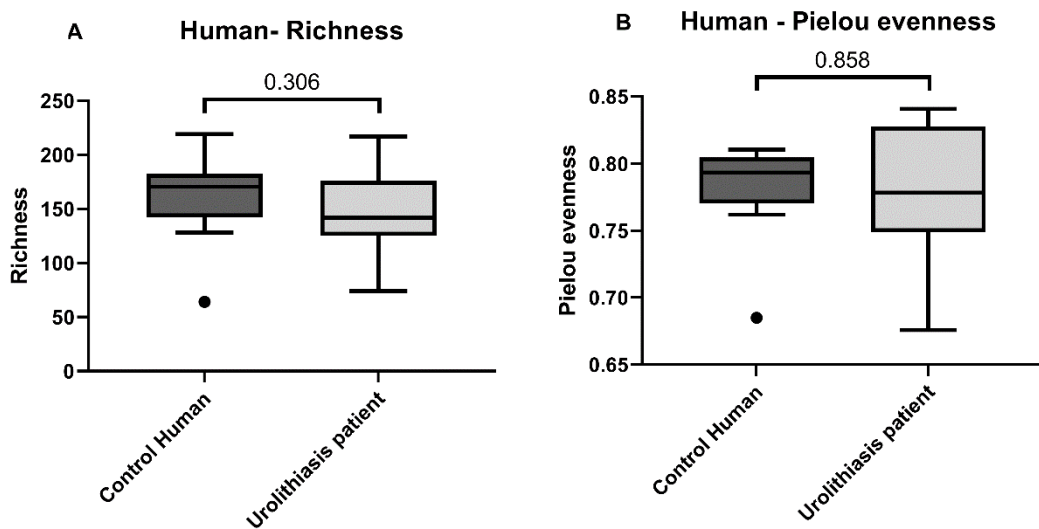 A
Human- Richness
0.306
250
200
150
100
50
0
Richness
Control Human
Urolithiasis patient
B
Human - Pielou evenness
0.858
0.85
0.80
0.75
0.70
0.65
Pielou evenness
Control Human
Urolithiasis patient